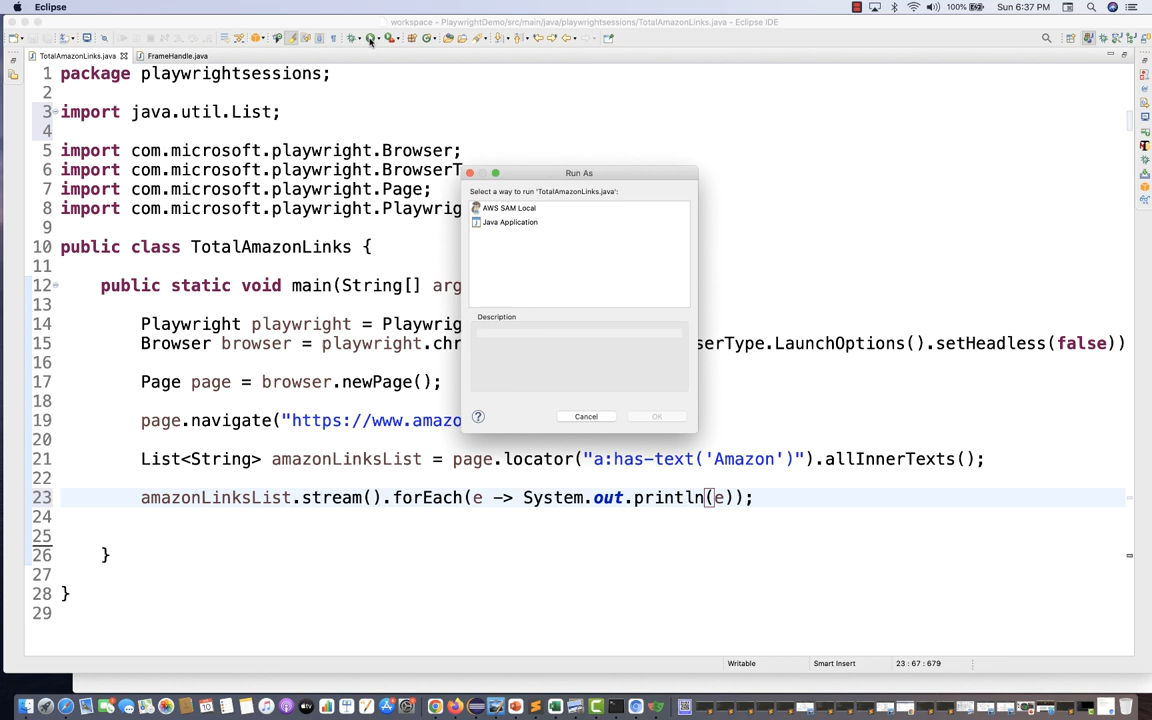 Eclipse
100%
Sun 6:37 PM
workspace - PlaywrightDemo/src/main/java/playwrightsessions/TotalAmazonLinks.java - Eclipse IDE
TotalAmazonLinks.java
FrameHandle.java
1 package playwrightsessions;
2
3 import java.util.List;
4
5 import com.microsoft.playwright.Browser;
6 import com.microsoft.playwright.BrowserT
7 import com.microsoft.playwright.Page;
8 import com.microsoft.playwright.Playwrig
9
10 public class TotalAmazonLinks {
11
12 public static void main(String[] arg
13
14 Playwright playwright = Playwrig
15 Browser browser = playwright.chr serType.LaunchOptions().setHeadless(false))
16
17 Page page = browser.newPage();
18
19 page.navigate("https://www.amazo
20
21 List<String> amazonLinksList = page.locator("a:has-text('Amazon')").allInnerTexts();
22
23 amazonLinksList.stream().forEach(e -> System.out.println(e));
24
25
26 }
27
28 }
29
Run As
Select a way to run 'TotalAmazonLinks.java':
AWS SAM Local
Java Application
Description
Cancel
OK
Writable
Smart Insert
23 : 67 : 679